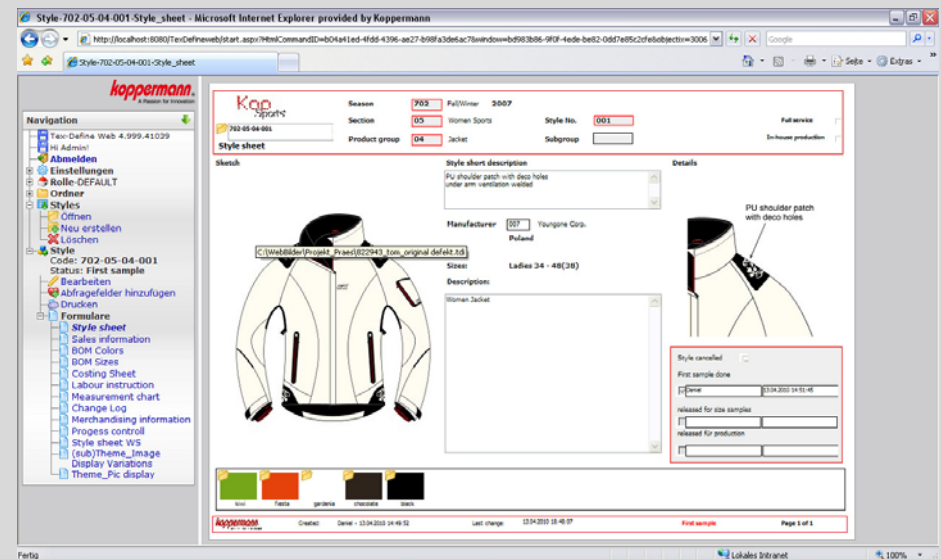 Style-702-05-04-001-Style_sheet - Microsoft Internet Explorer provided by Koppermann
http://localhost:8080/TexDefineweb/start.aspx?HtmlCommandID=b04a41ed-4fdd-4396-ae27-b98fa3de6ac7&window=bd983b86-9f0f-4ede-be82-0dd7e85c2cfe&objectix=3006
Google
Style-702-05-04-001-Style_sheet
Seite
Extras
koppermann.
A Passion for Innovation
Navigation
Tex-Define Web 4.999.41039
Hi Admin!
Abmelden
Einstellungen
Rolle-DEFAULT
Ordner
Styles
Öffnen
Neu erstellen
Löschen
Style
Code: 702-05-04-001
Status: First sample
Bearbeiten
Abfragefelder hinzufügen
Drucken
Formulare
Style sheet
Sales information
BOM Colors
BOM Sizes
Costing Sheet
Labour instruction
Measurement chart
Change Log
Merchandising information
Progess controll
Style sheet WS
(sub)Theme_Image
Display Variations
Theme_Pic display
Kop
Sports
702-05-04-001
Style sheet
Season 702 Fall/Winter 2007
Section 05 Women Sports Style No. 001 Full service
Product group 04 Jacket Subgroup In-house production
Sketch
C:\WebBilder\Projekt_Praes\822943_tom_original defekt.tdi
Style short description
PU shoulder patch with deco holes
under arm ventilation welded
Manufacturer 007 Youngone Corp.
Poland
Sizes: Ladies 34 - 48(38)
Description:
Women Jacket
Details
PU shoulder patch
with deco holes
Style cancelled
First sample done
Daniel 13.04.2010 14:51:45
released for size samples
released für production
kiwi fiesta gardenia chocolate black
koppermann
Created: Daniel - 13.04.2010 14:49:52 Last change: 13.04.2010 18:48:07 First sample Page 1 of 1
Fertig
Lokales Intranet
100%